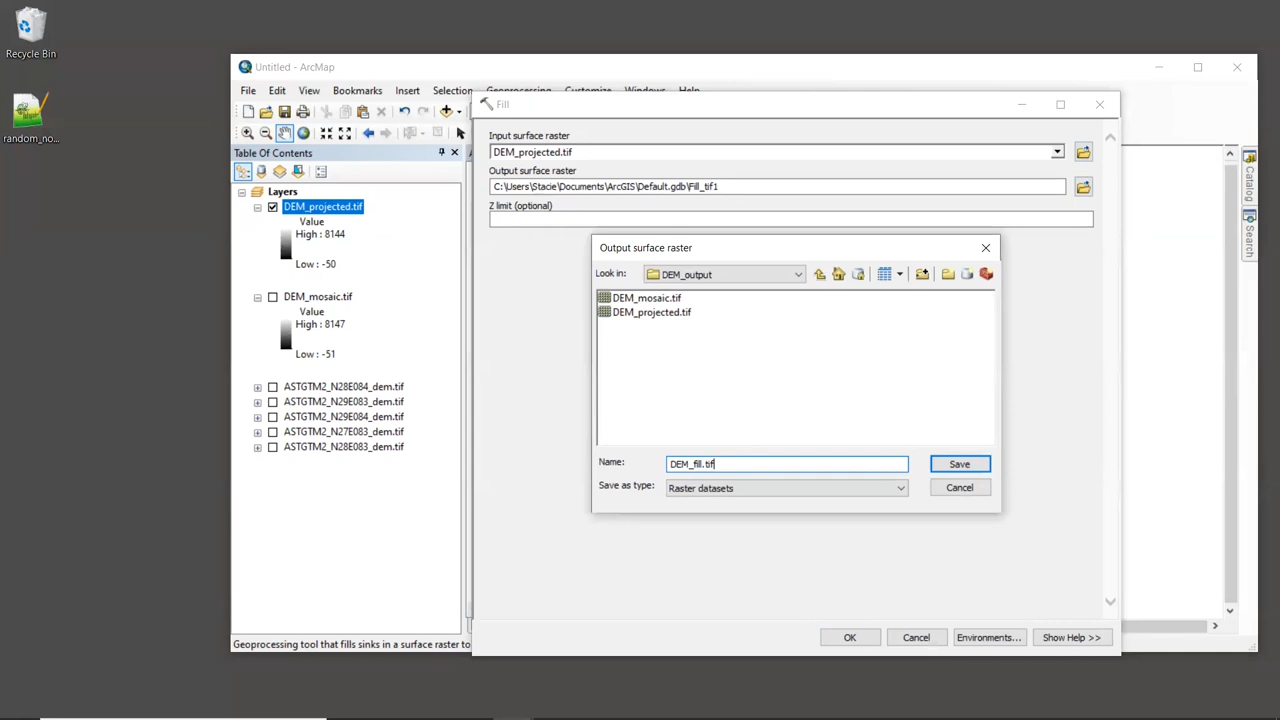 Recycle Bin
random_no...
Untitled - ArcMap
File Edit View Bookmarks Insert Selection Geoprocessing Customize Windows Help
Fill
Table Of Contents
Layers
DEM_projected.tif
Value
High : 8144
Low : -50
DEM_mosaic.tif
Value
High : 8147
Low : -51
ASTGTM2_N28E084_dem.tif
ASTGTM2_N29E083_dem.tif
ASTGTM2_N29E084_dem.tif
ASTGTM2_N27E083_dem.tif
ASTGTM2_N28E083_dem.tif
Geoprocessing tool that fills sinks in a surface raster to
Input surface raster
DEM_projected.tif
Output surface raster
C:\Users\Stacie\Documents\ArcGIS\Default.gdb\Fill_tif1
Z limit (optional)
Output surface raster
Look in: DEM_output
DEM_mosaic.tif
DEM_projected.tif
Name: DEM_fill.tif Save
Save as type: Raster datasets Cancel
OK Cancel Environments... Show Help >>
Catalog
Search